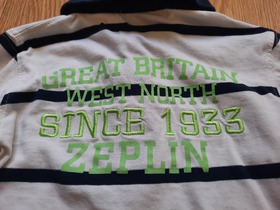 GREAT BRITAIN
WEST NORTH
SINCE 1933
ZEPLIN